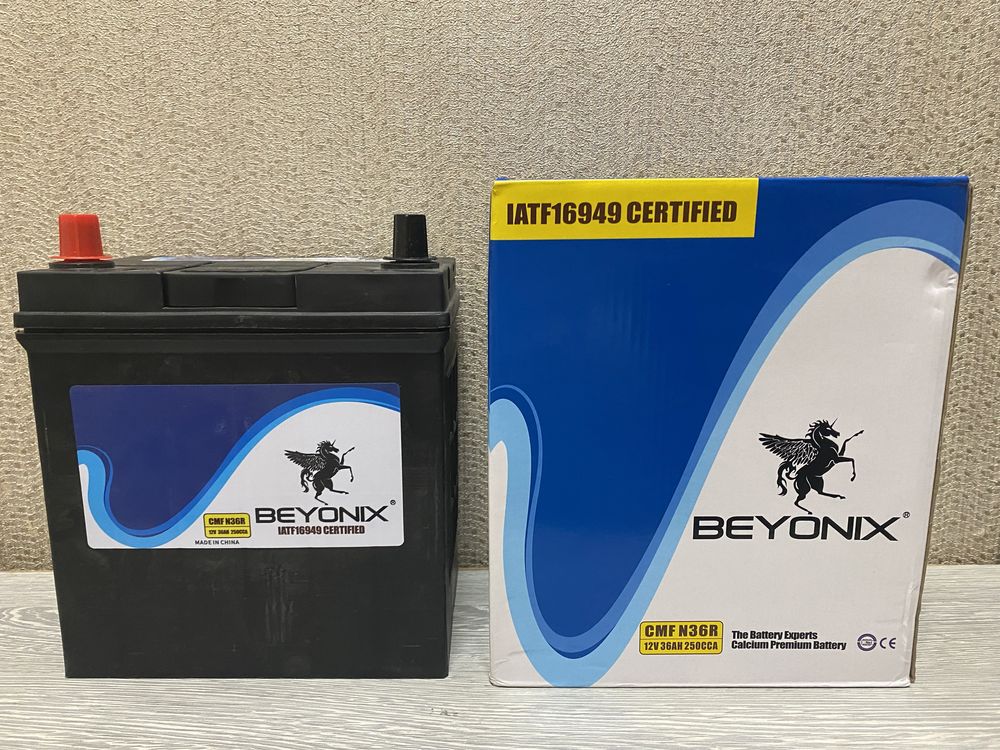 BEYONIX®
CMF N36R
12V 36AH 250CCA
IATF16949 CERTIFIED
MADE IN CHINA
IATF16949 CERTIFIED
BEYONIX®
CMF N36R
12V 36AH 250CCA
The Battery Experts
Calcium Premium Battery
CE